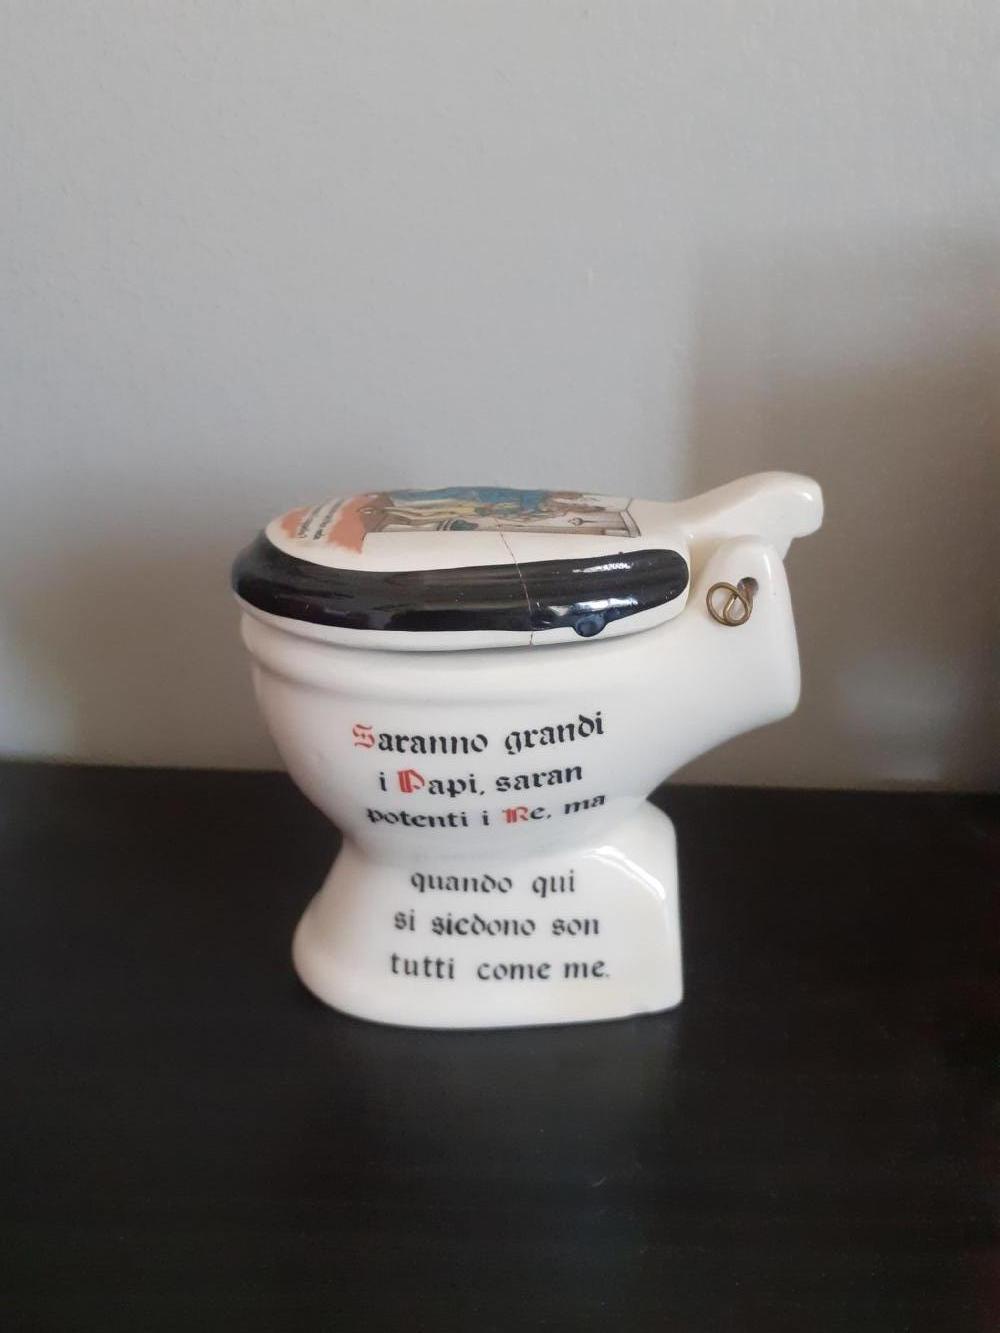 Saranno grandi
i Papi, saran
potenti i Re, ma
quando qui
si siedono son
tutti come me.